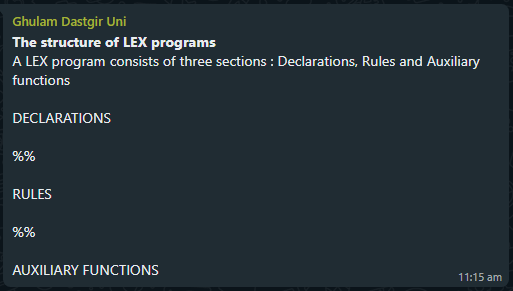 Ghulam Dastgir Uni
The structure of LEX programs
A LEX program consists of three sections : Declarations, Rules and Auxiliary
functions
DECLARATIONS
%%
RULES
%%
AUXILIARY FUNCTIONS
11:15 am